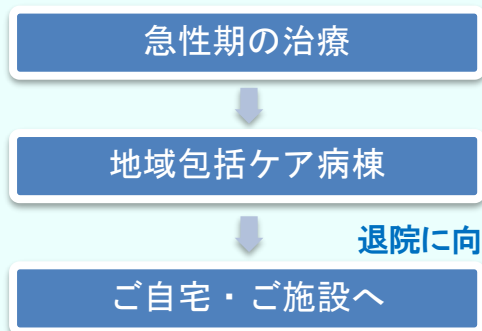 急性期の治療
地域包括ケア病棟
退院に向
ご自宅・ご施設へ